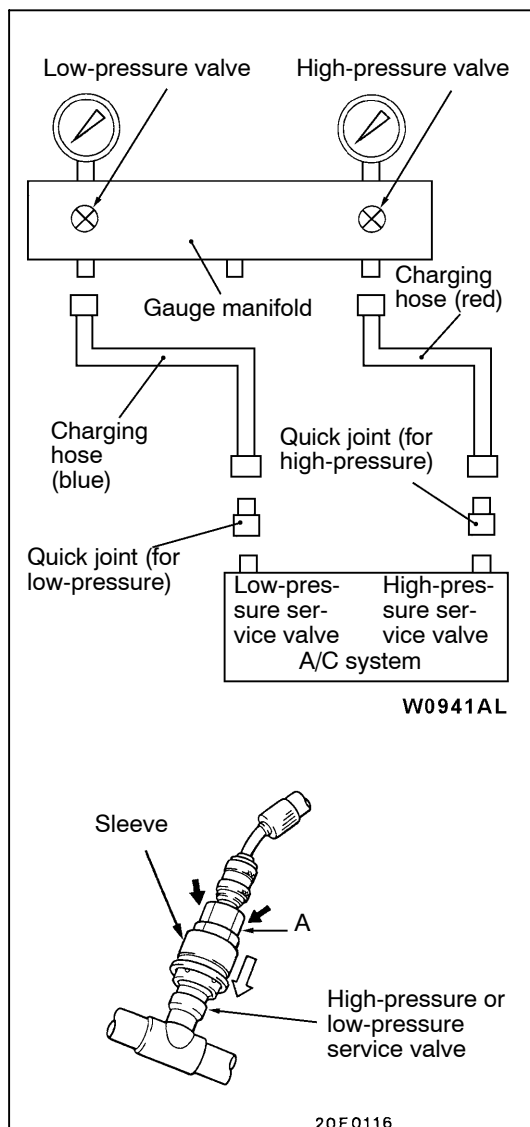 Low-pressure valve
High-pressure valve
Gauge manifold
Charging
hose (red)
Charging
hose
(blue)
Quick joint (for
high-pressure)
Quick joint (for
low-pressure)
Low-pres-
sure ser-
vice valve
High-pres-
sure ser-
vice valve
A/C system
W0941AL
Sleeve
A
High-pressure or
low-pressure
service valve
20F0116